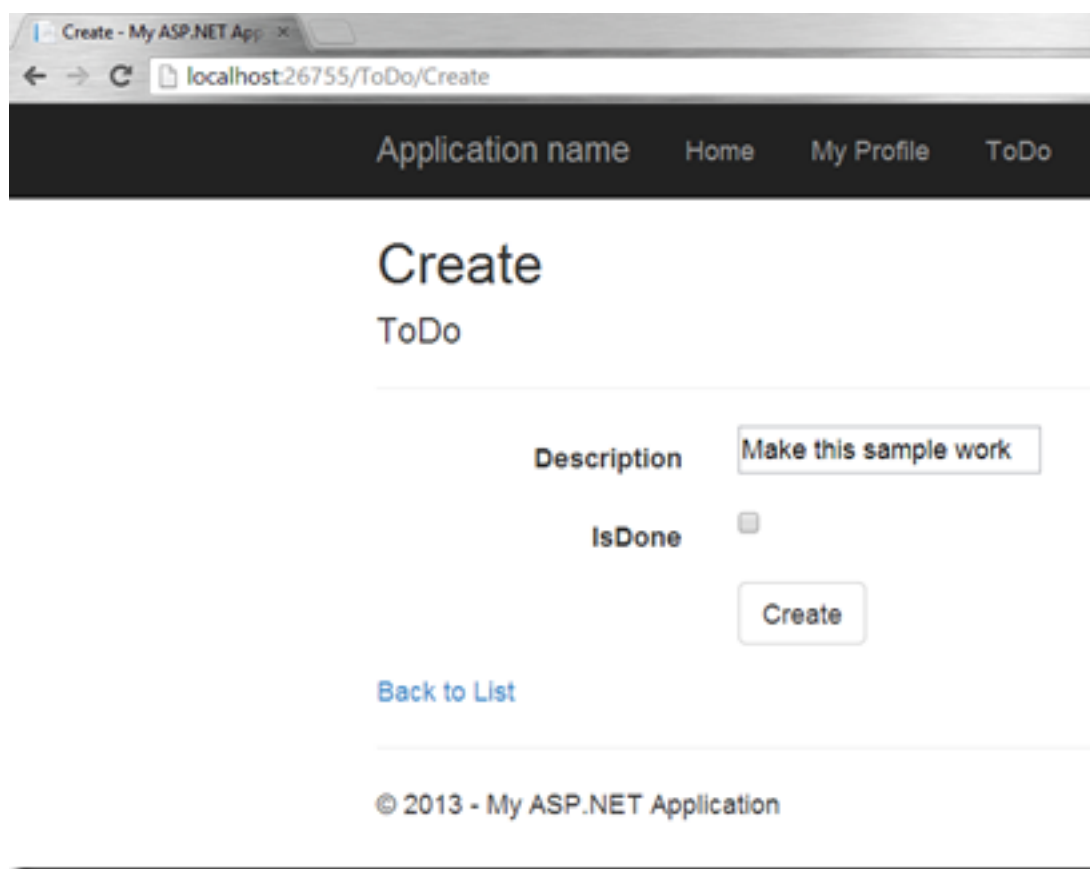 Create - My ASP.NET App
localhost:26755/ToDo/Create
Application name Home My Profile ToDo
Create
ToDo
Description Make this sample work
IsDone
Create
Back to List
© 2013 - My ASP.NET Application